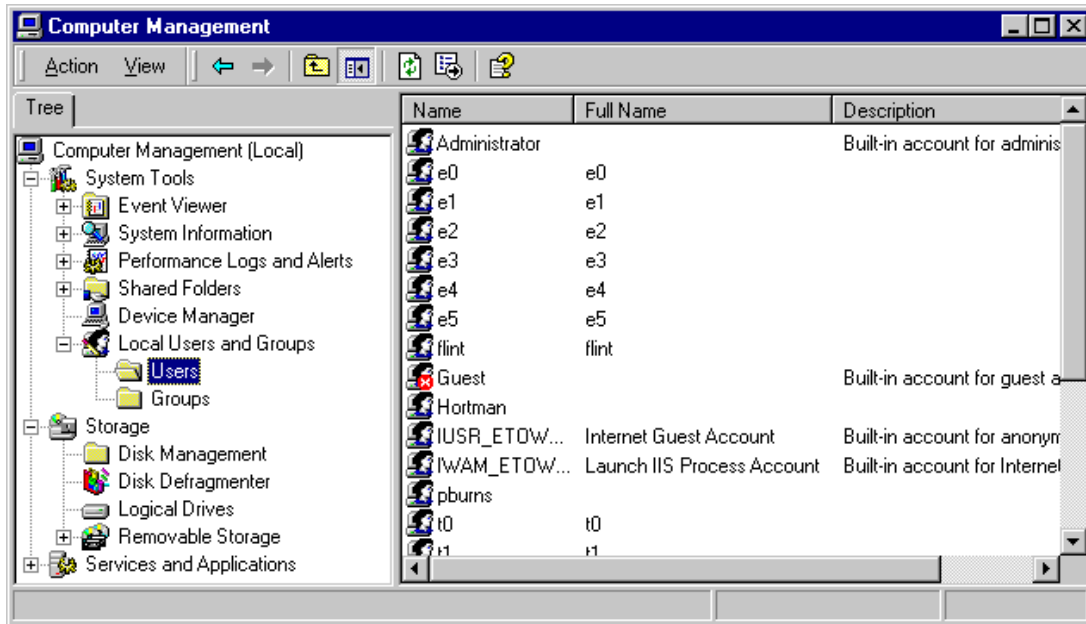 Computer Management
Action View
Tree
Computer Management (Local)
System Tools
Event Viewer
System Information
Performance Logs and Alerts
Shared Folders
Device Manager
Local Users and Groups
Users
Groups
Storage
Disk Management
Disk Defragmenter
Logical Drives
Removable Storage
Services and Applications
Name Full Name Description
Administrator Built-in account for adminis
e0 e0
e1 e1
e2 e2
e3 e3
e4 e4
e5 e5
flint flint
Guest Built-in account for guest a
Hortman
IUSR_ETOW... Internet Guest Account Built-in account for anonym
IWAM_ETOW... Launch IIS Process Account Built-in account for Internet
pburns
t0 t0
t1 t1